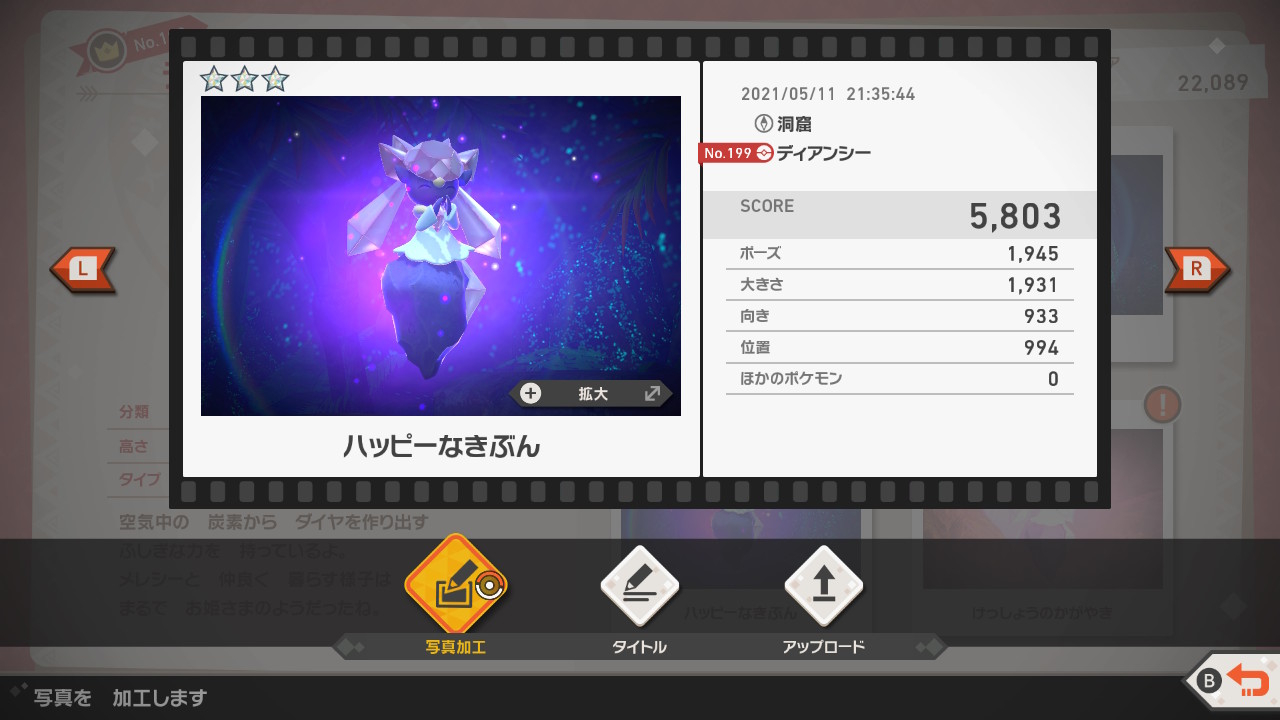 No.1
22,089
2021/05/11 21:35:44
洞窟
No.199 ディアンシー
SCORE 5,803
ポーズ 1,945
大きさ 1,931
向き 933
位置 994
ほかのポケモン 0
L
R
+ 拡大
ハッピーなきぶん
分類
高さ
タイプ
空気中の 炭素から ダイヤを作り出す
ふしぎな力を 持っているよ。
メレシーと 仲良く 暮らす様子は
まるで お姫さまのようだったね。
ハッピーなきぶん
けっしょうのかがやき
写真加工
タイトル
アップロード
B
写真を 加工します